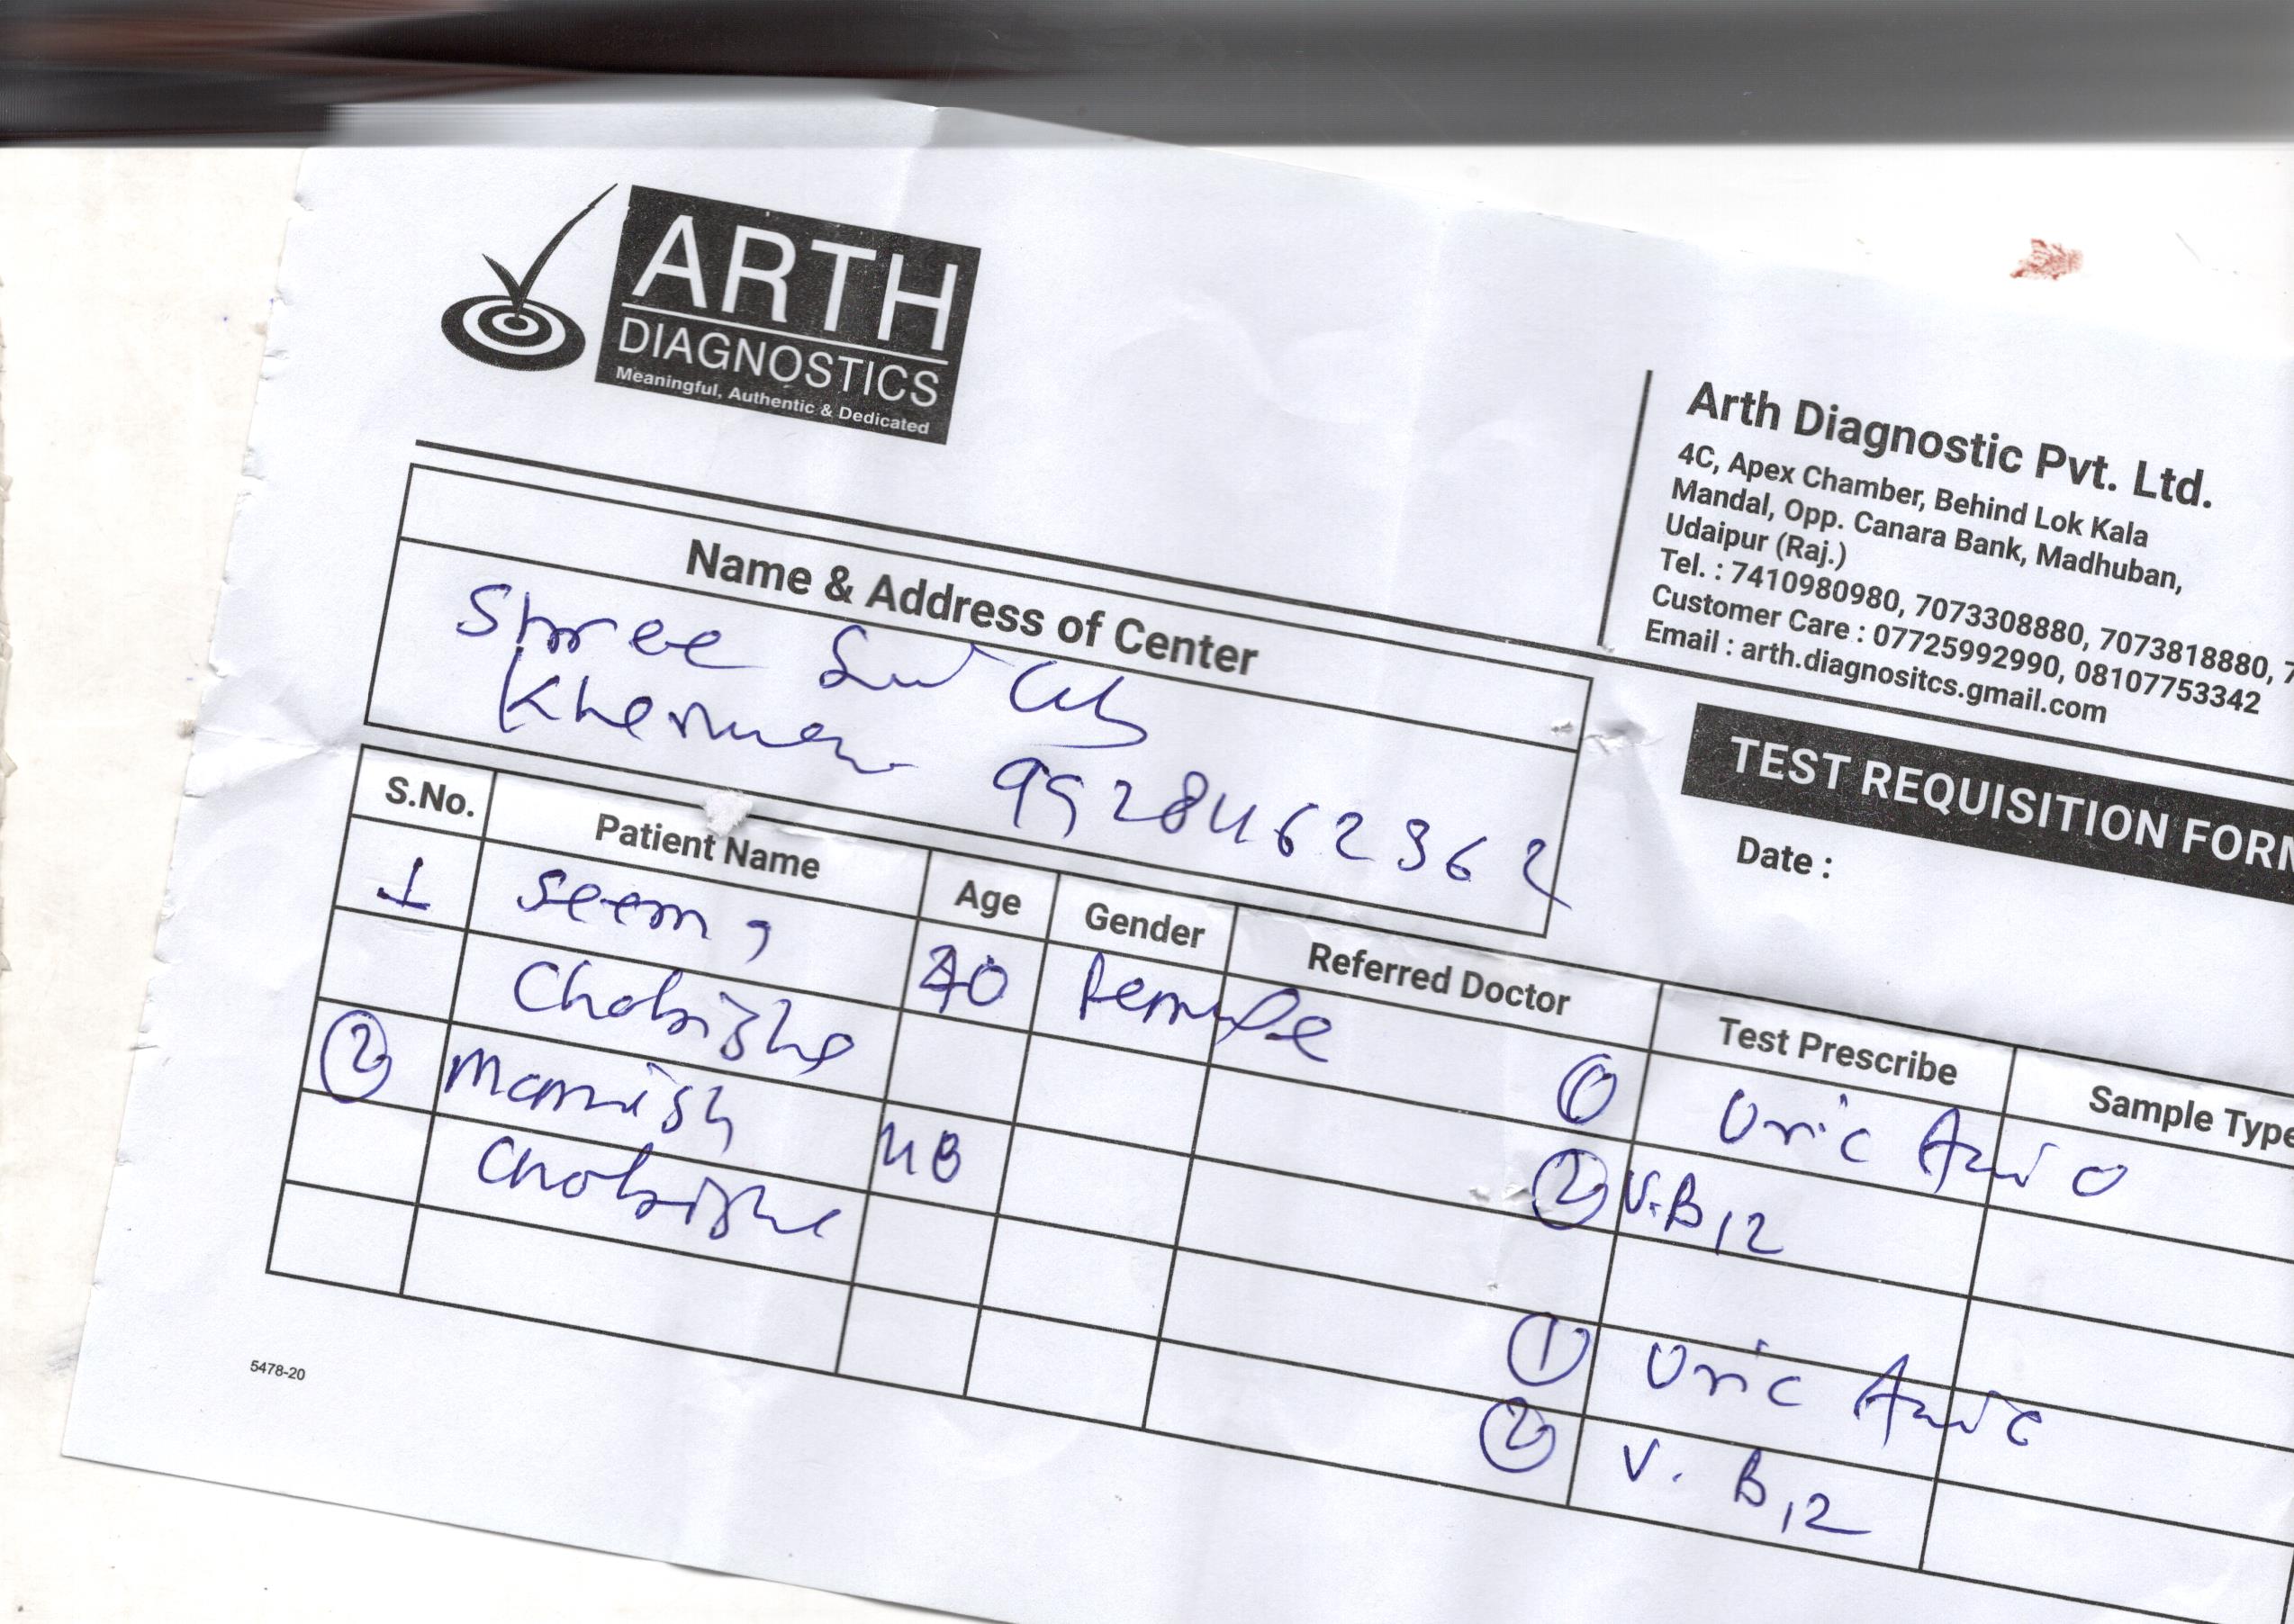 ARTH
DIAGNOSTICS
Meaningful, Authentic & Dedicated
Arth Diagnostic Pvt. Ltd.
4C, Apex Chamber, Behind Lok Kala
Mandal, Opp. Canara Bank, Madhuban,
Udaipur (Raj.)
Tel. : 7410980980, 7073308880, 7073818880, 7
Customer Care : 07725992990, 08107753342
Email : arth.diagnositcs.gmail.com
Name & Address of Center
Shree
9928462362
TEST REQUISITION FORM
Date :
S.No. Patient Name Age Gender Referred Doctor Test Prescribe Sample Type
1 Seema 40 Female ① Uric Acid
Chobisha ② V.B12
② Manish 48 ① Uric Acid
Chobisha ② V. B12
5478-20